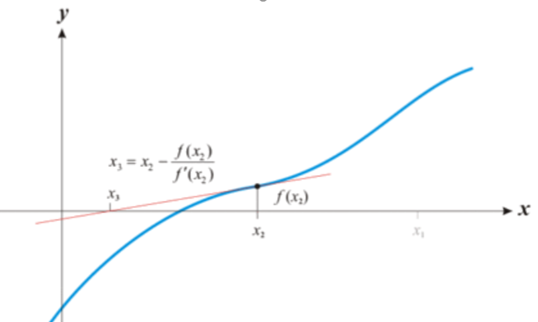 y
x₃ = x₂ − f(x₂)/f′(x₂)
x₃
f(x₂)
x
x₂
x₁